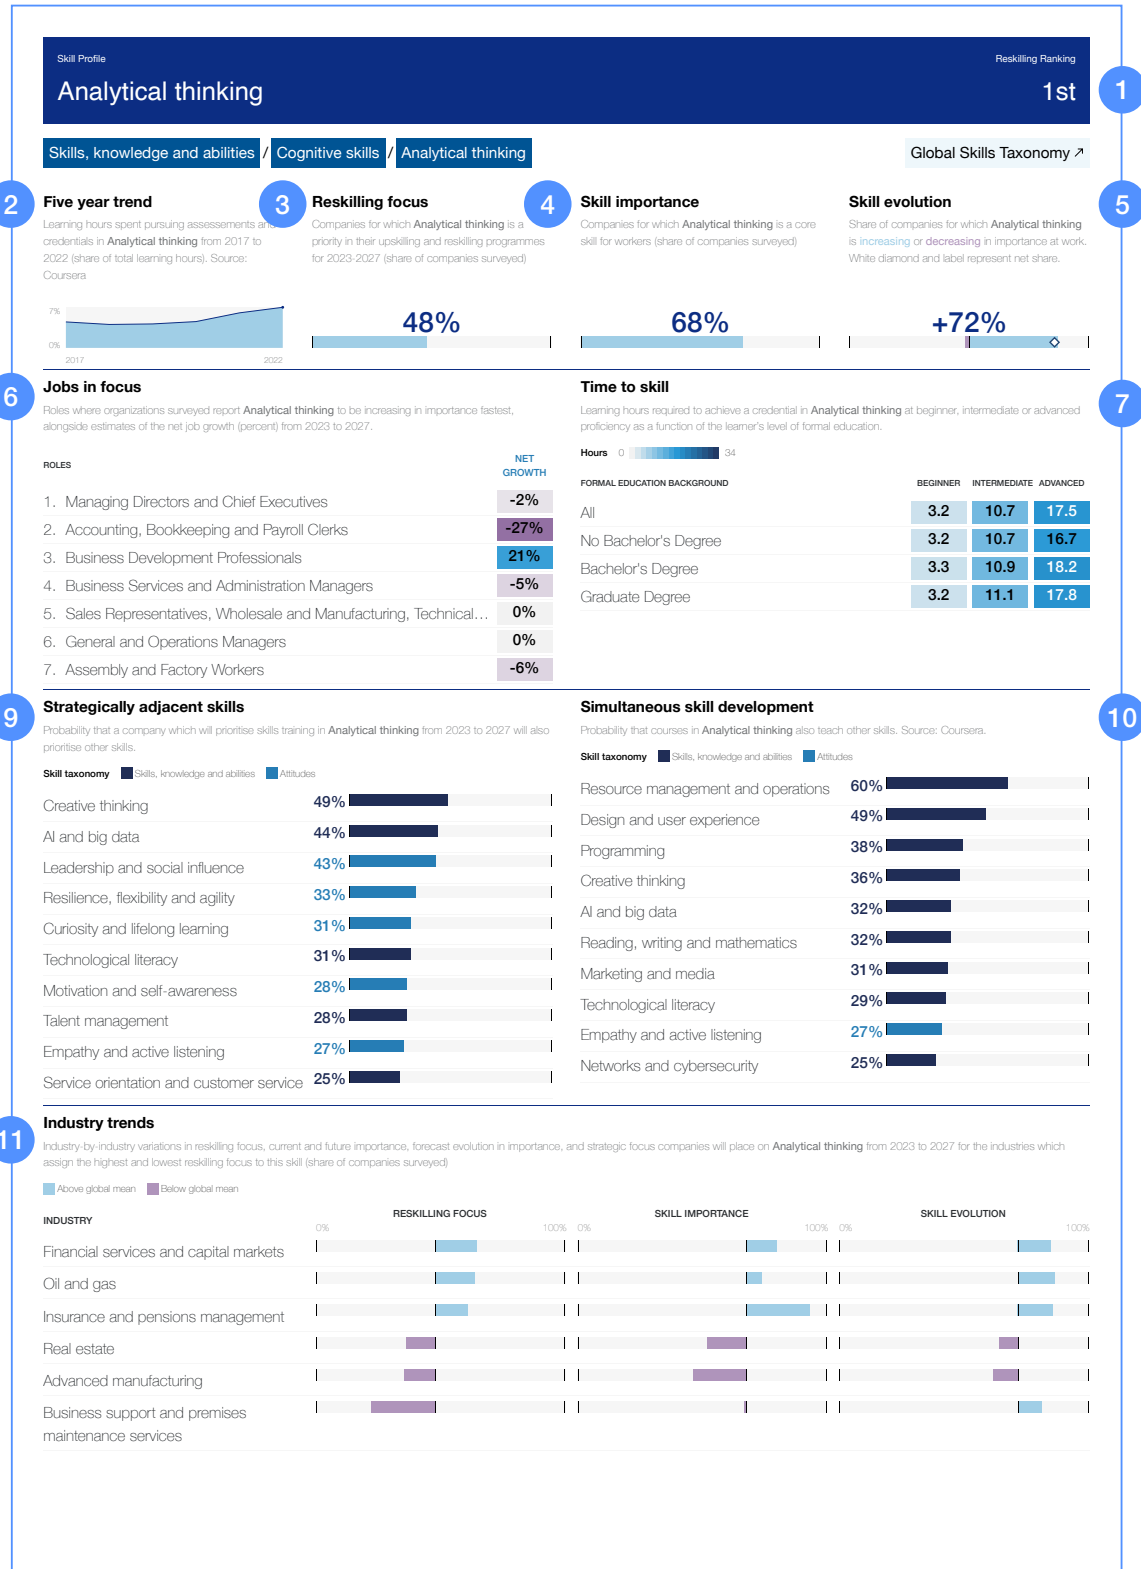 Skill Profile
Reskilling Ranking
Analytical thinking
1st
1
Skills, knowledge and abilities / Cognitive skills / Analytical thinking
Global Skills Taxonomy ↗
2
Five year trend
Learning hours spent pursuing assessements and
credentials in Analytical thinking from 2017 to
2022 (share of total learning hours). Source:
Coursera
7%
0%
2017
2022
3
Reskilling focus
Companies for which Analytical thinking is a
priority in their upskilling and reskilling programmes
for 2023-2027 (share of companies surveyed)
48%
4
Skill importance
Companies for which Analytical thinking is a core
skill for workers (share of companies surveyed)
68%
5
Skill evolution
Share of companies for which Analytical thinking
is increasing or decreasing in importance at work.
White diamond and label represent net share.
+72%
6
Jobs in focus
Roles where organizations surveyed report Analytical thinking to be increasing in importance fastest,
alongside estimates of the net job growth (percent) from 2023 to 2027.
ROLES
NET
GROWTH
1. Managing Directors and Chief Executives -2%
2. Accounting, Bookkeeping and Payroll Clerks -27%
3. Business Development Professionals 21%
4. Business Services and Administration Managers -5%
5. Sales Representatives, Wholesale and Manufacturing, Technical... 0%
6. General and Operations Managers 0%
7. Assembly and Factory Workers -6%
7
Time to skill
Learning hours required to achieve a credential in Analytical thinking at beginner, intermediate or advanced
proficiency as a function of the learner's level of formal education.
Hours 0 34
FORMAL EDUCATION BACKGROUND BEGINNER INTERMEDIATE ADVANCED
All 3.2 10.7 17.5
No Bachelor's Degree 3.2 10.7 16.7
Bachelor's Degree 3.3 10.9 18.2
Graduate Degree 3.2 11.1 17.8
9
Strategically adjacent skills
Probability that a company which will prioritise skills training in Analytical thinking from 2023 to 2027 will also
prioritise other skills.
Skill taxonomy Skills, knowledge and abilities Attitudes
Creative thinking 49%
AI and big data 44%
Leadership and social influence 43%
Resilience, flexibility and agility 33%
Curiosity and lifelong learning 31%
Technological literacy 31%
Motivation and self-awareness 28%
Talent management 28%
Empathy and active listening 27%
Service orientation and customer service 25%
10
Simultaneous skill development
Probability that courses in Analytical thinking also teach other skills. Source: Coursera.
Skill taxonomy Skills, knowledge and abilities Attitudes
Resource management and operations 60%
Design and user experience 49%
Programming 38%
Creative thinking 36%
AI and big data 32%
Reading, writing and mathematics 32%
Marketing and media 31%
Technological literacy 29%
Empathy and active listening 27%
Networks and cybersecurity 25%
11
Industry trends
Industry-by-industry variations in reskilling focus, current and future importance, forecast evolution in importance, and strategic focus companies will place on Analytical thinking from 2023 to 2027 for the industries which
assign the highest and lowest reskilling focus to this skill (share of companies surveyed)
Above global mean Below global mean
INDUSTRY RESKILLING FOCUS SKILL IMPORTANCE SKILL EVOLUTION
0% 100% 0% 100% 0% 100%
Financial services and capital markets
Oil and gas
Insurance and pensions management
Real estate
Advanced manufacturing
Business support and premises
maintenance services